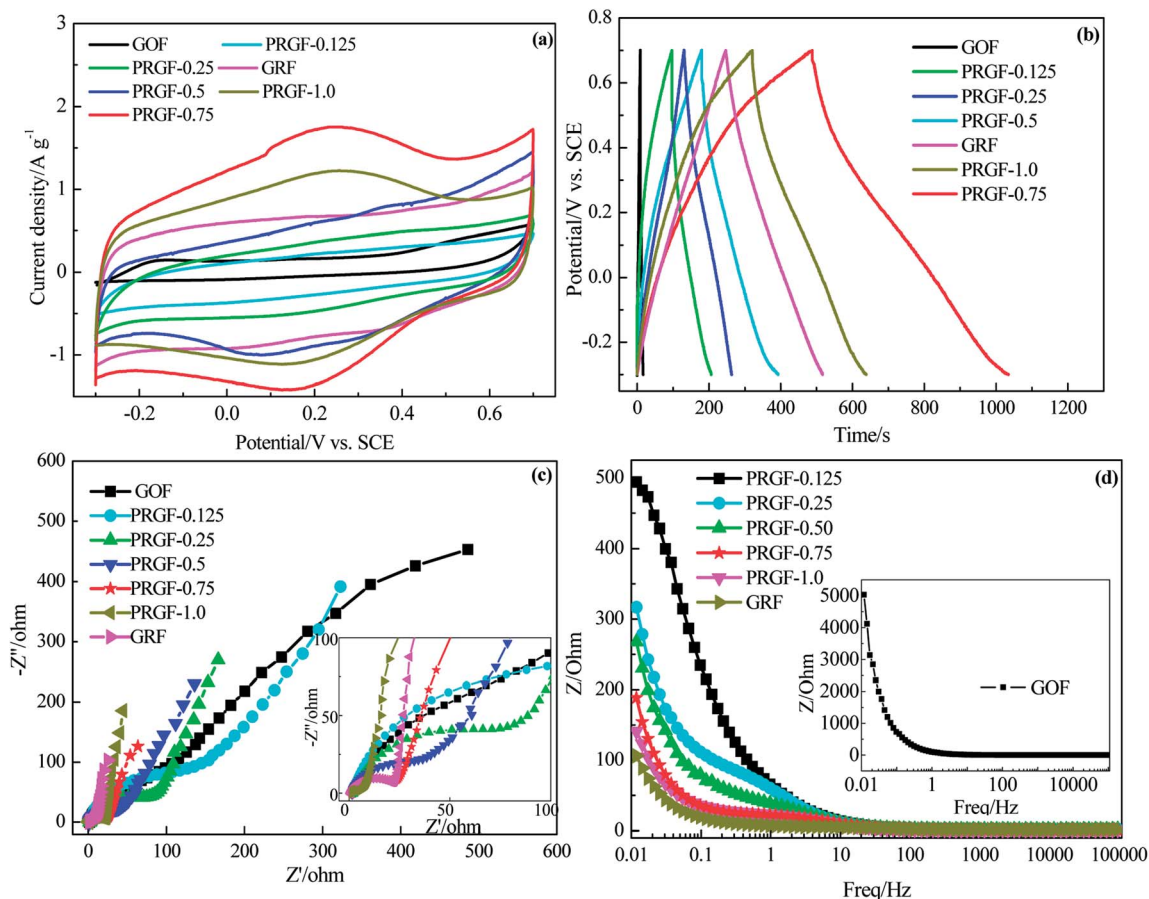 (a)
GOF
PRGF-0.125
PRGF-0.25
GRF
PRGF-0.5
PRGF-1.0
PRGF-0.75
3
2
1
0
-1
Current density/A g⁻¹
-0.2 0.0 0.2 0.4 0.6
Potential/V vs. SCE
(b)
GOF
PRGF-0.125
PRGF-0.25
PRGF-0.5
GRF
PRGF-1.0
PRGF-0.75
0.8
0.6
0.4
0.2
0.0
-0.2
-0.4
Potential/V vs. SCE
0 200 400 600 800 1000 1200
Time/s
(c)
GOF
PRGF-0.125
PRGF-0.25
PRGF-0.5
PRGF-0.75
PRGF-1.0
GRF
600
500
400
300
200
100
0
-Z''/ohm
0 100 200 300 400 500 600
Z'/ohm
100
50
0
-Z''/ohm
50 100
Z'/ohm
(d)
PRGF-0.125
PRGF-0.25
PRGF-0.50
PRGF-0.75
PRGF-1.0
GRF
500
400
300
200
100
0
Z/Ohm
0.01 0.1 1 10 100 1000 10000 100000
Freq/Hz
5000
4000
3000
2000
1000
0
Z/Ohm
GOF
0.01 1 100 10000
Freq/Hz